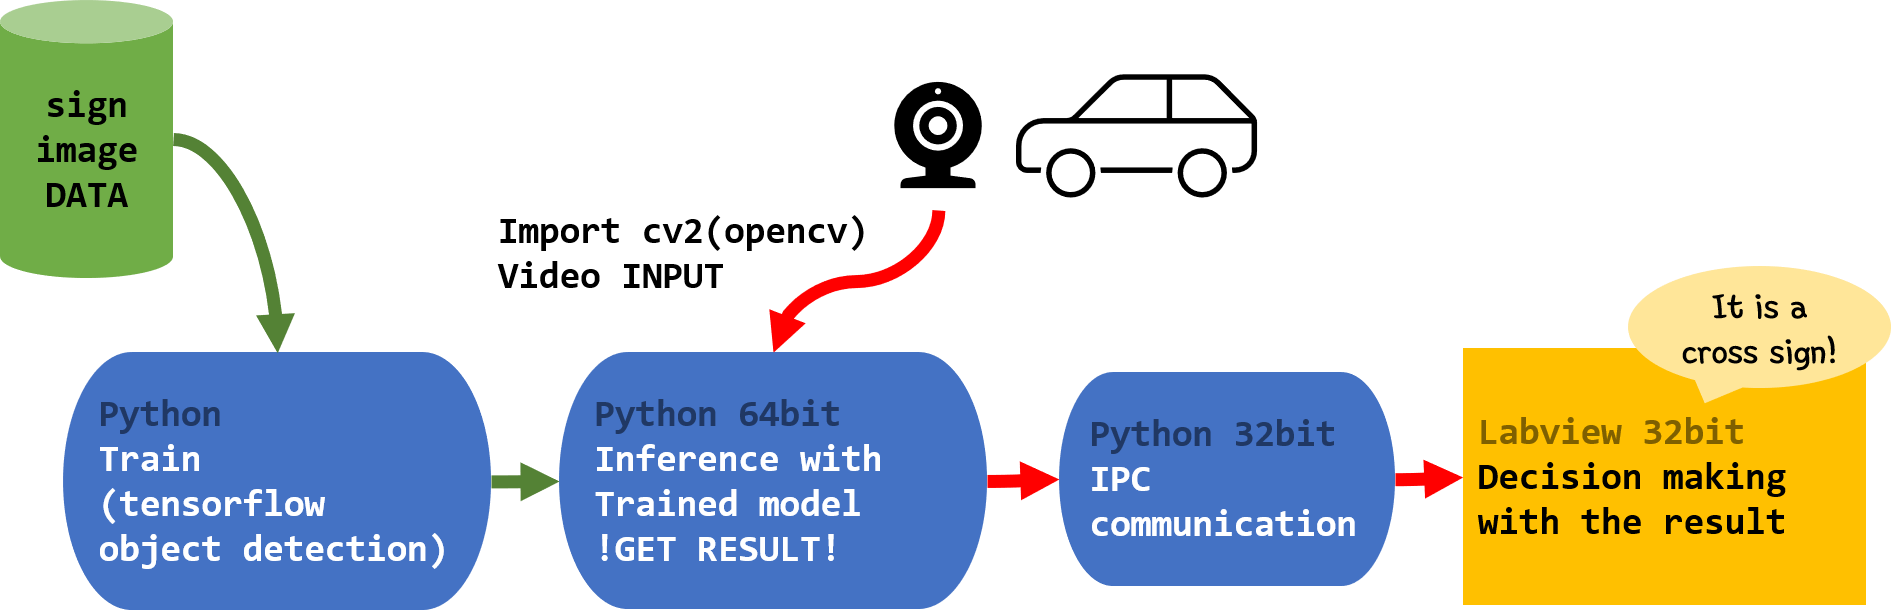 sign
image
DATA
Import cv2(opencv)
Video INPUT
It is a
cross sign!
Python
Train
(tensorflow
object detection)
Python 64bit
Inference with
Trained model
!GET RESULT!
Python 32bit
IPC
communication
Labview 32bit
Decision making
with the result